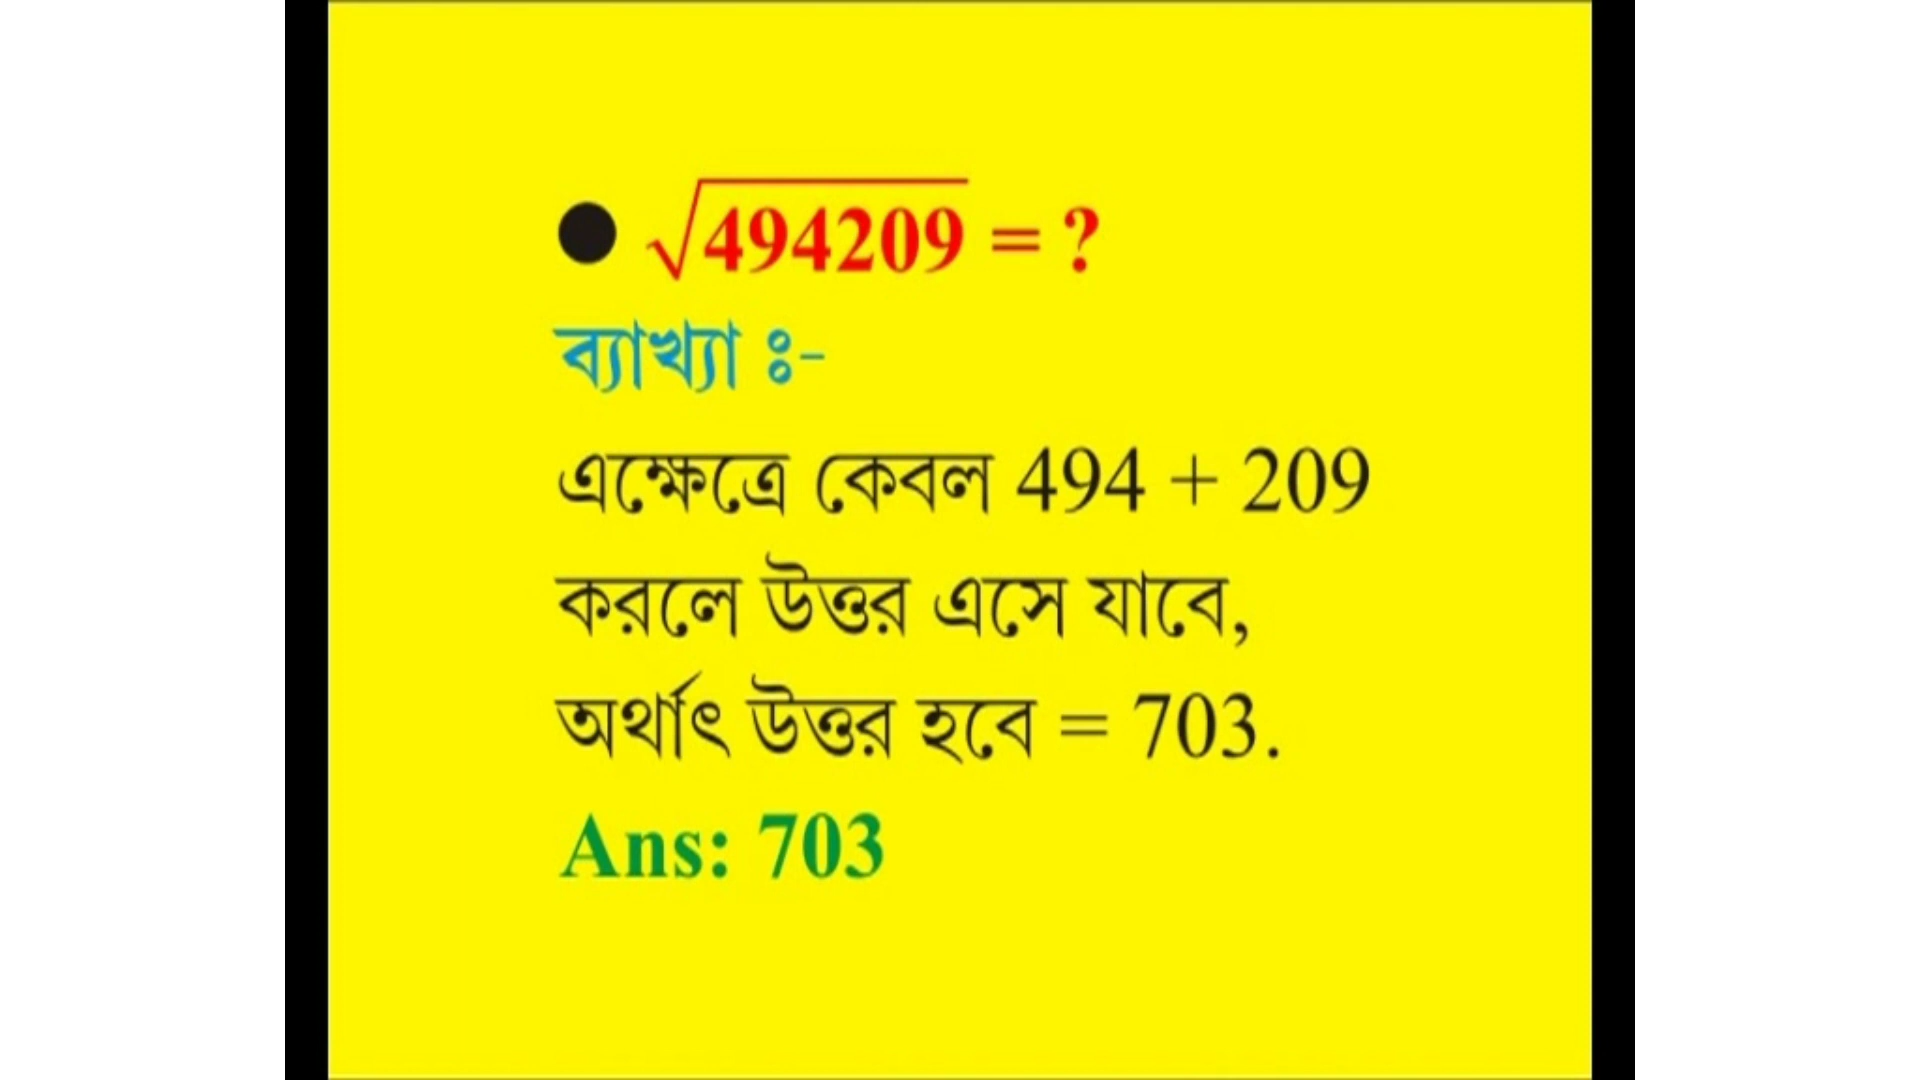 ● √494209 = ?
ব্যাখ্যা ঃ-
এক্ষেত্রে কেবল 494 + 209
করলে উত্তর এসে যাবে,
অর্থাৎ উত্তর হবে = 703.
Ans: 703